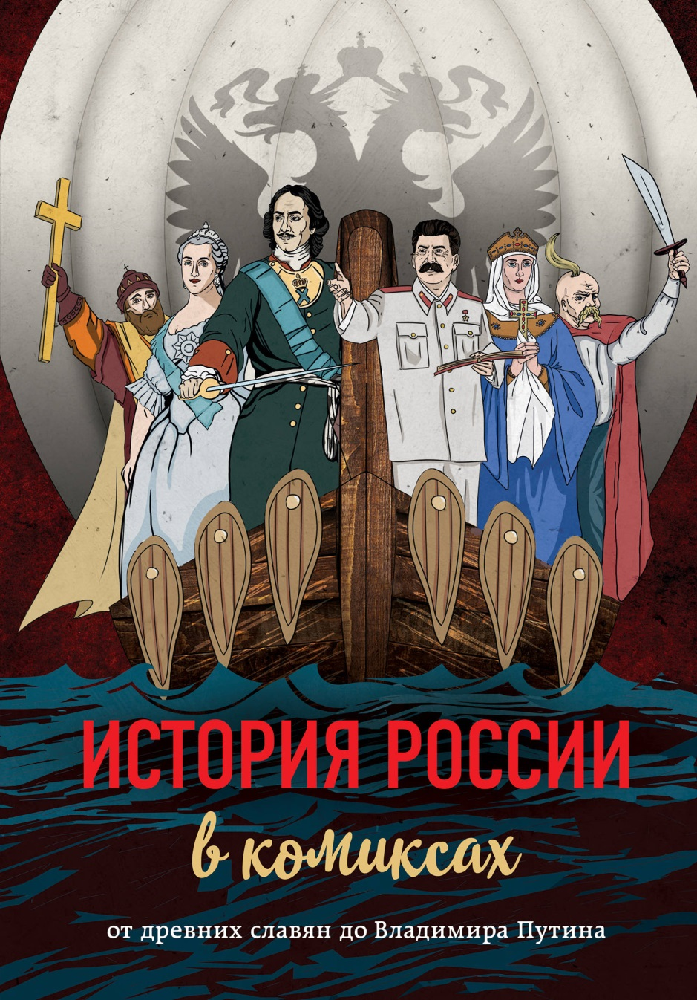 ИСТОРИЯ РОССИИ
в комиксах
от древних славян до Владимира Путина